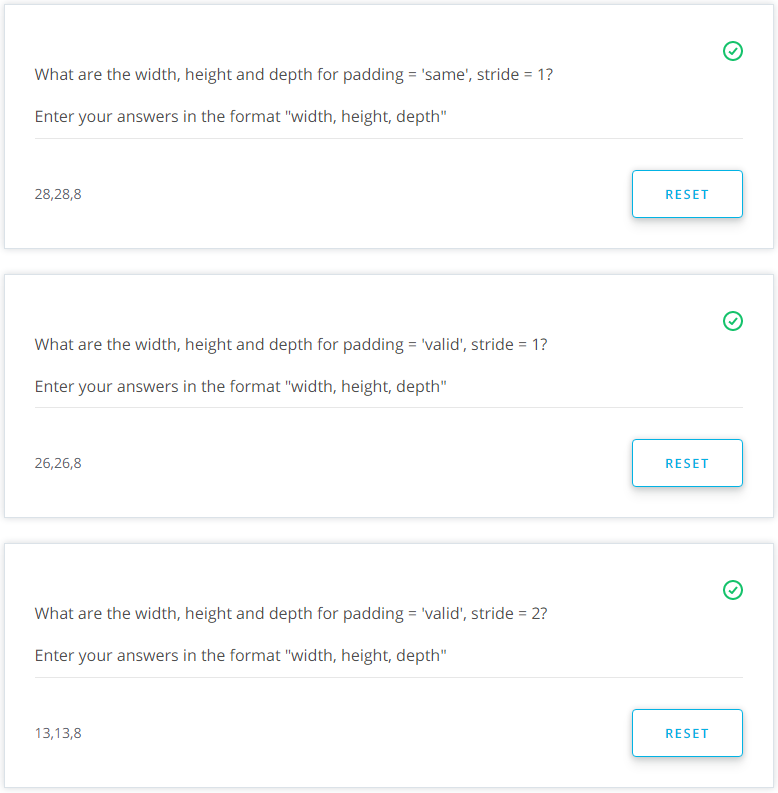 What are the width, height and depth for padding = 'same', stride = 1?
Enter your answers in the format "width, height, depth"
28,28,8
RESET
What are the width, height and depth for padding = 'valid', stride = 1?
Enter your answers in the format "width, height, depth"
26,26,8
RESET
What are the width, height and depth for padding = 'valid', stride = 2?
Enter your answers in the format "width, height, depth"
13,13,8
RESET